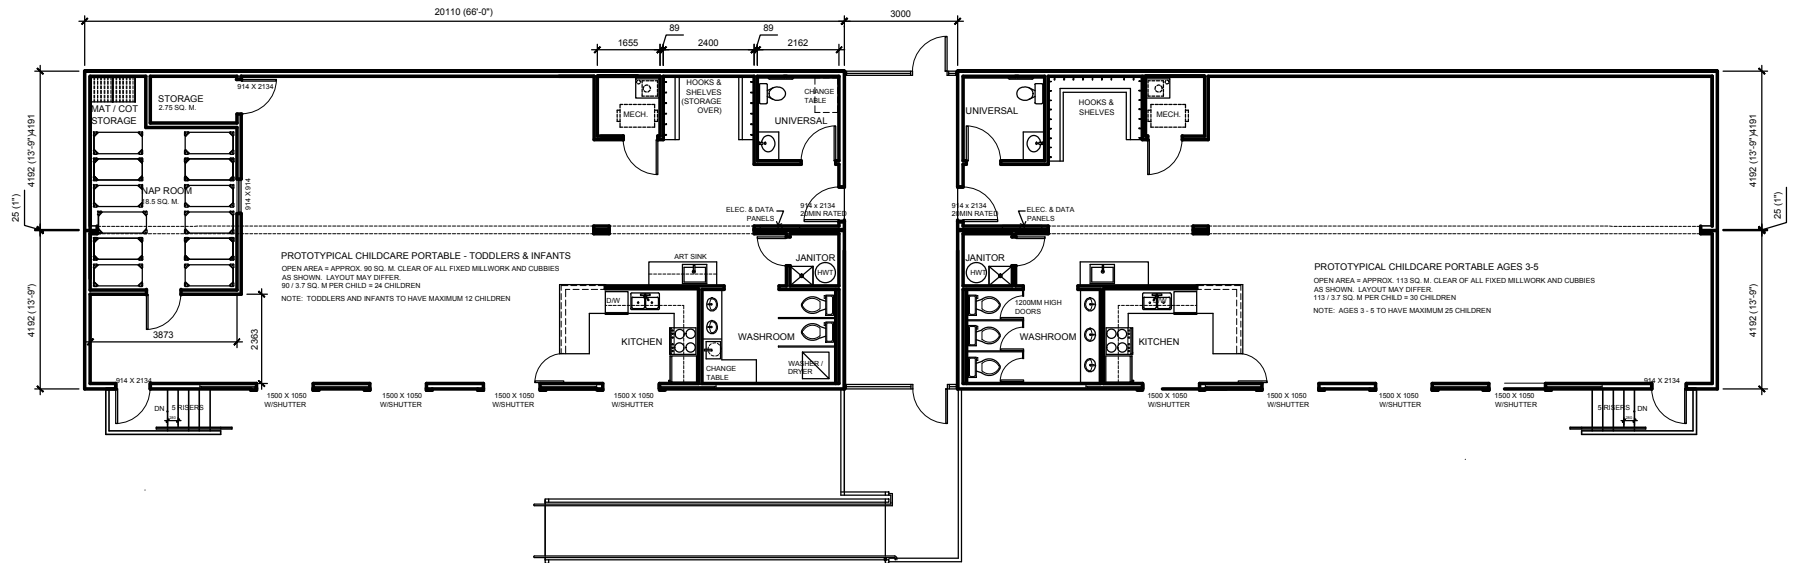 20110 (66'-0")
3000
89
89
1655
2400
2162
4192 (13'-9")4191
25 (1")
4192 (13'-9")
MAT / COT
STORAGE
STORAGE
2.75 SQ. M.
914 X 2134
NAP ROOM
18.5 SQ. M.
914 X 914
MECH.
HOOKS &
SHELVES
(STORAGE
OVER)
CHANGE
TABLE
UNIVERSAL
ELEC. & DATA
PANELS
914 x 2134
20MIN RATED
PROTOTYPICAL CHILDCARE PORTABLE - TODDLERS & INFANTS
OPEN AREA = APPROX. 90 SQ. M. CLEAR OF ALL FIXED MILLWORK AND CUBBIES
AS SHOWN. LAYOUT MAY DIFFER.
90 / 3.7 SQ. M PER CHILD = 24 CHILDREN
NOTE: TODDLERS AND INFANTS TO HAVE MAXIMUM 12 CHILDREN
ART SINK
JANITOR
HWT
D/W
KITCHEN
WASHROOM
CHANGE
TABLE
WASHER /
DRYER
3873
2363
914 X 2134
DN
5 RISERS
1500 X 1050
W/SHUTTER
1500 X 1050
W/SHUTTER
1500 X 1050
W/SHUTTER
1500 X 1050
W/SHUTTER
UNIVERSAL
HOOKS &
SHELVES
MECH.
914 x 2134
20MIN RATED
ELEC. & DATA
PANELS
JANITOR
HWT
1200MM HIGH
DOORS
WASHROOM
KITCHEN
PROTOTYPICAL CHILDCARE PORTABLE AGES 3-5
OPEN AREA = APPROX. 113 SQ. M. CLEAR OF ALL FIXED MILLWORK AND CUBBIES
AS SHOWN. LAYOUT MAY DIFFER.
113 / 3.7 SQ. M PER CHILD = 30 CHILDREN
NOTE: AGES 3 - 5 TO HAVE MAXIMUM 25 CHILDREN
1500 X 1050
W/SHUTTER
1500 X 1050
W/SHUTTER
1500 X 1050
W/SHUTTER
1500 X 1050
W/SHUTTER
914 X 2134
5 RISERS
DN
4192 (13'-9")4191
25 (1")
4192 (13'-9")